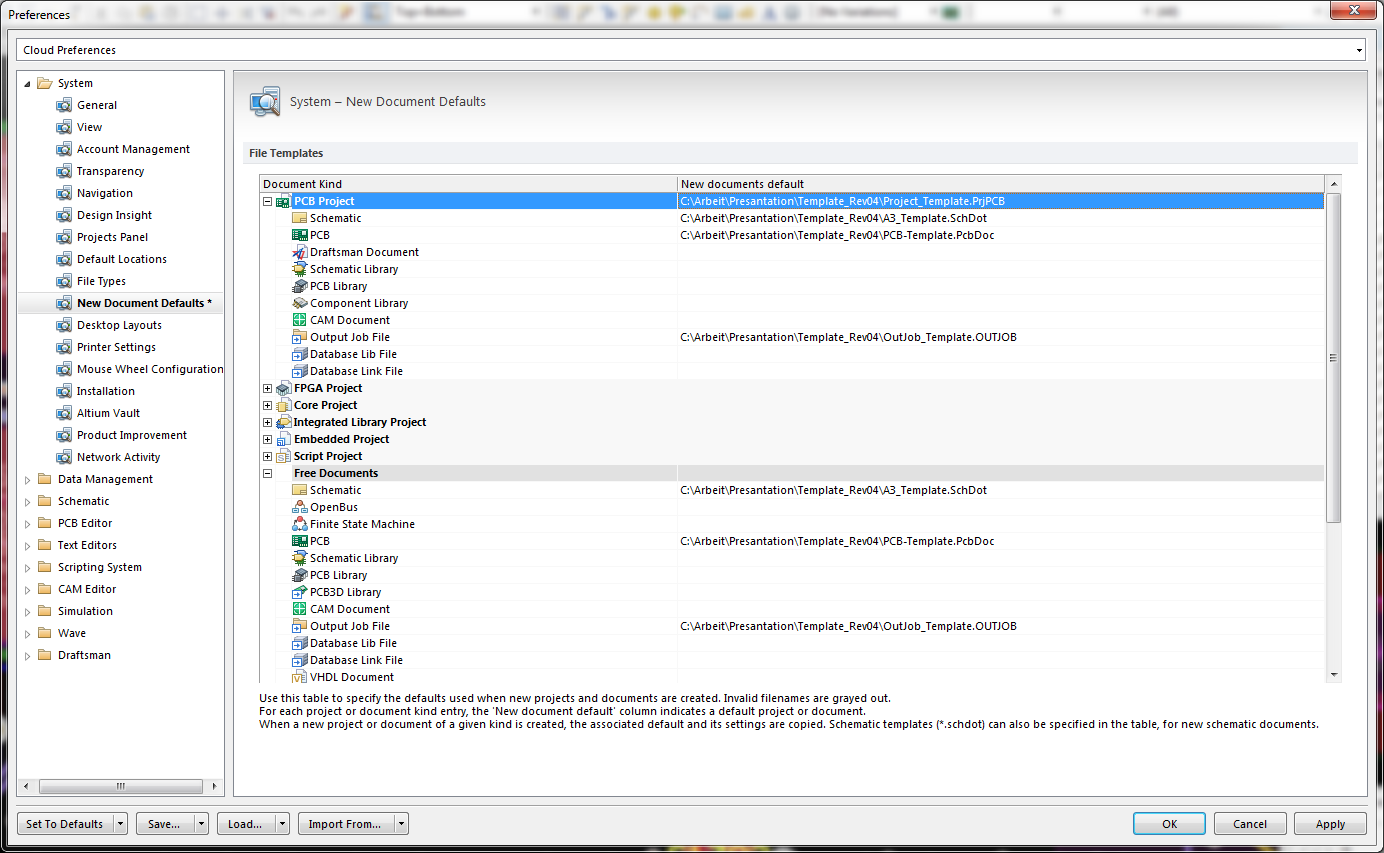 Preferences
Top+Bottom
[No Variations]
(All)
Cloud Preferences
System
General
View
Account Management
Transparency
Navigation
Design Insight
Projects Panel
Default Locations
File Types
New Document Defaults *
Desktop Layouts
Printer Settings
Mouse Wheel Configuration
Installation
Altium Vault
Product Improvement
Network Activity
Data Management
Schematic
PCB Editor
Text Editors
Scripting System
CAM Editor
Simulation
Wave
Draftsman
System – New Document Defaults
File Templates
Document Kind New documents default
PCB Project C:\Arbeit\Presantation\Template_Rev04\Project_Template.PrjPCB
Schematic C:\Arbeit\Presantation\Template_Rev04\A3_Template.SchDot
PCB C:\Arbeit\Presantation\Template_Rev04\PCB-Template.PcbDoc
Draftsman Document
Schematic Library
PCB Library
Component Library
CAM Document
Output Job File C:\Arbeit\Presantation\Template_Rev04\OutJob_Template.OUTJOB
Database Lib File
Database Link File
FPGA Project
Core Project
Integrated Library Project
Embedded Project
Script Project
Free Documents
Schematic C:\Arbeit\Presantation\Template_Rev04\A3_Template.SchDot
OpenBus
Finite State Machine
PCB C:\Arbeit\Presantation\Template_Rev04\PCB-Template.PcbDoc
Schematic Library
PCB Library
PCB3D Library
CAM Document
Output Job File C:\Arbeit\Presantation\Template_Rev04\OutJob_Template.OUTJOB
Database Lib File
Database Link File
VHDL Document
Use this table to specify the defaults used when new projects and documents are created. Invalid filenames are grayed out.
For each project or document kind entry, the 'New document default' column indicates a default project or document.
When a new project or document of a given kind is created, the associated default and its settings are copied. Schematic templates (*.schdot) can also be specified in the table, for new schematic documents.
Set To Defaults Save... Load... Import From... OK Cancel Apply